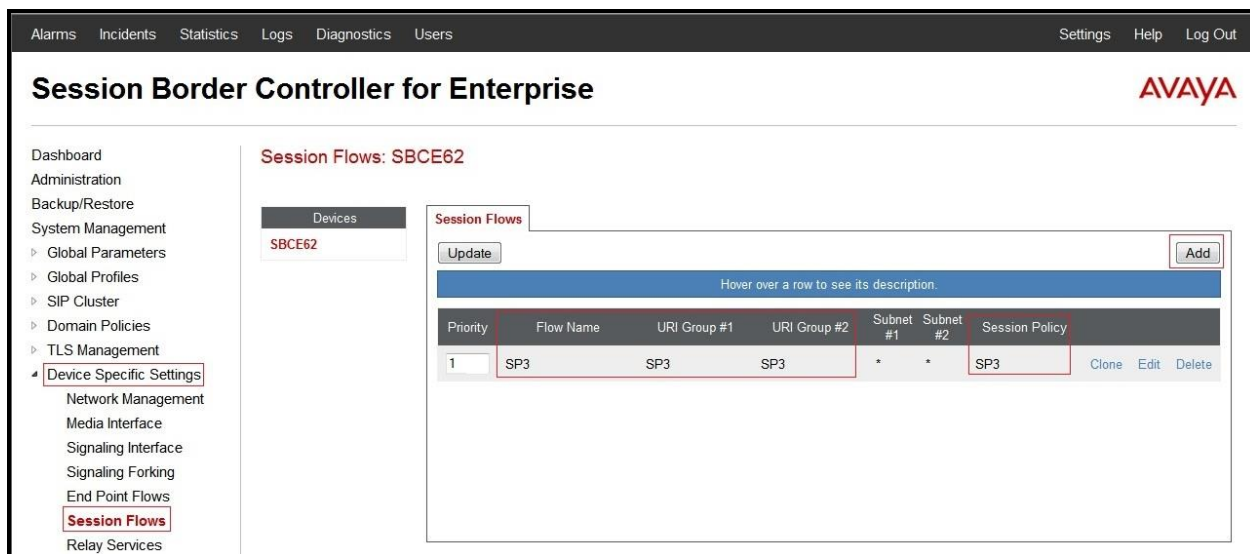 Alarms Incidents Statistics Logs Diagnostics Users Settings Help Log Out
Session Border Controller for Enterprise
AVAYA
Dashboard
Administration
Backup/Restore
System Management
Global Parameters
Global Profiles
SIP Cluster
Domain Policies
TLS Management
Device Specific Settings
Network Management
Media Interface
Signaling Interface
Signaling Forking
End Point Flows
Session Flows
Relay Services
Session Flows: SBCE62
Devices
SBCE62
Session Flows
Update Add
Hover over a row to see its description.
Priority Flow Name URI Group #1 URI Group #2 Subnet #1 Subnet #2 Session Policy
1 SP3 SP3 SP3 * * SP3 Clone Edit Delete